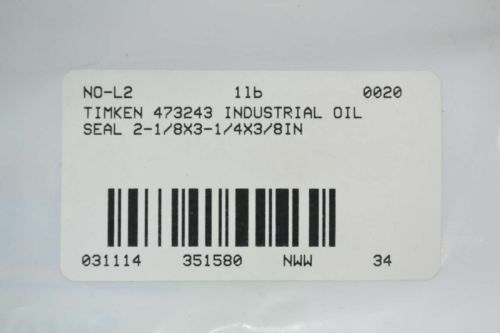 NO-L2 1lb 0020
TIMKEN 473243 INDUSTRIAL OIL
SEAL 2-1/8X3-1/4X3/8IN
031114 351580 NWW 34